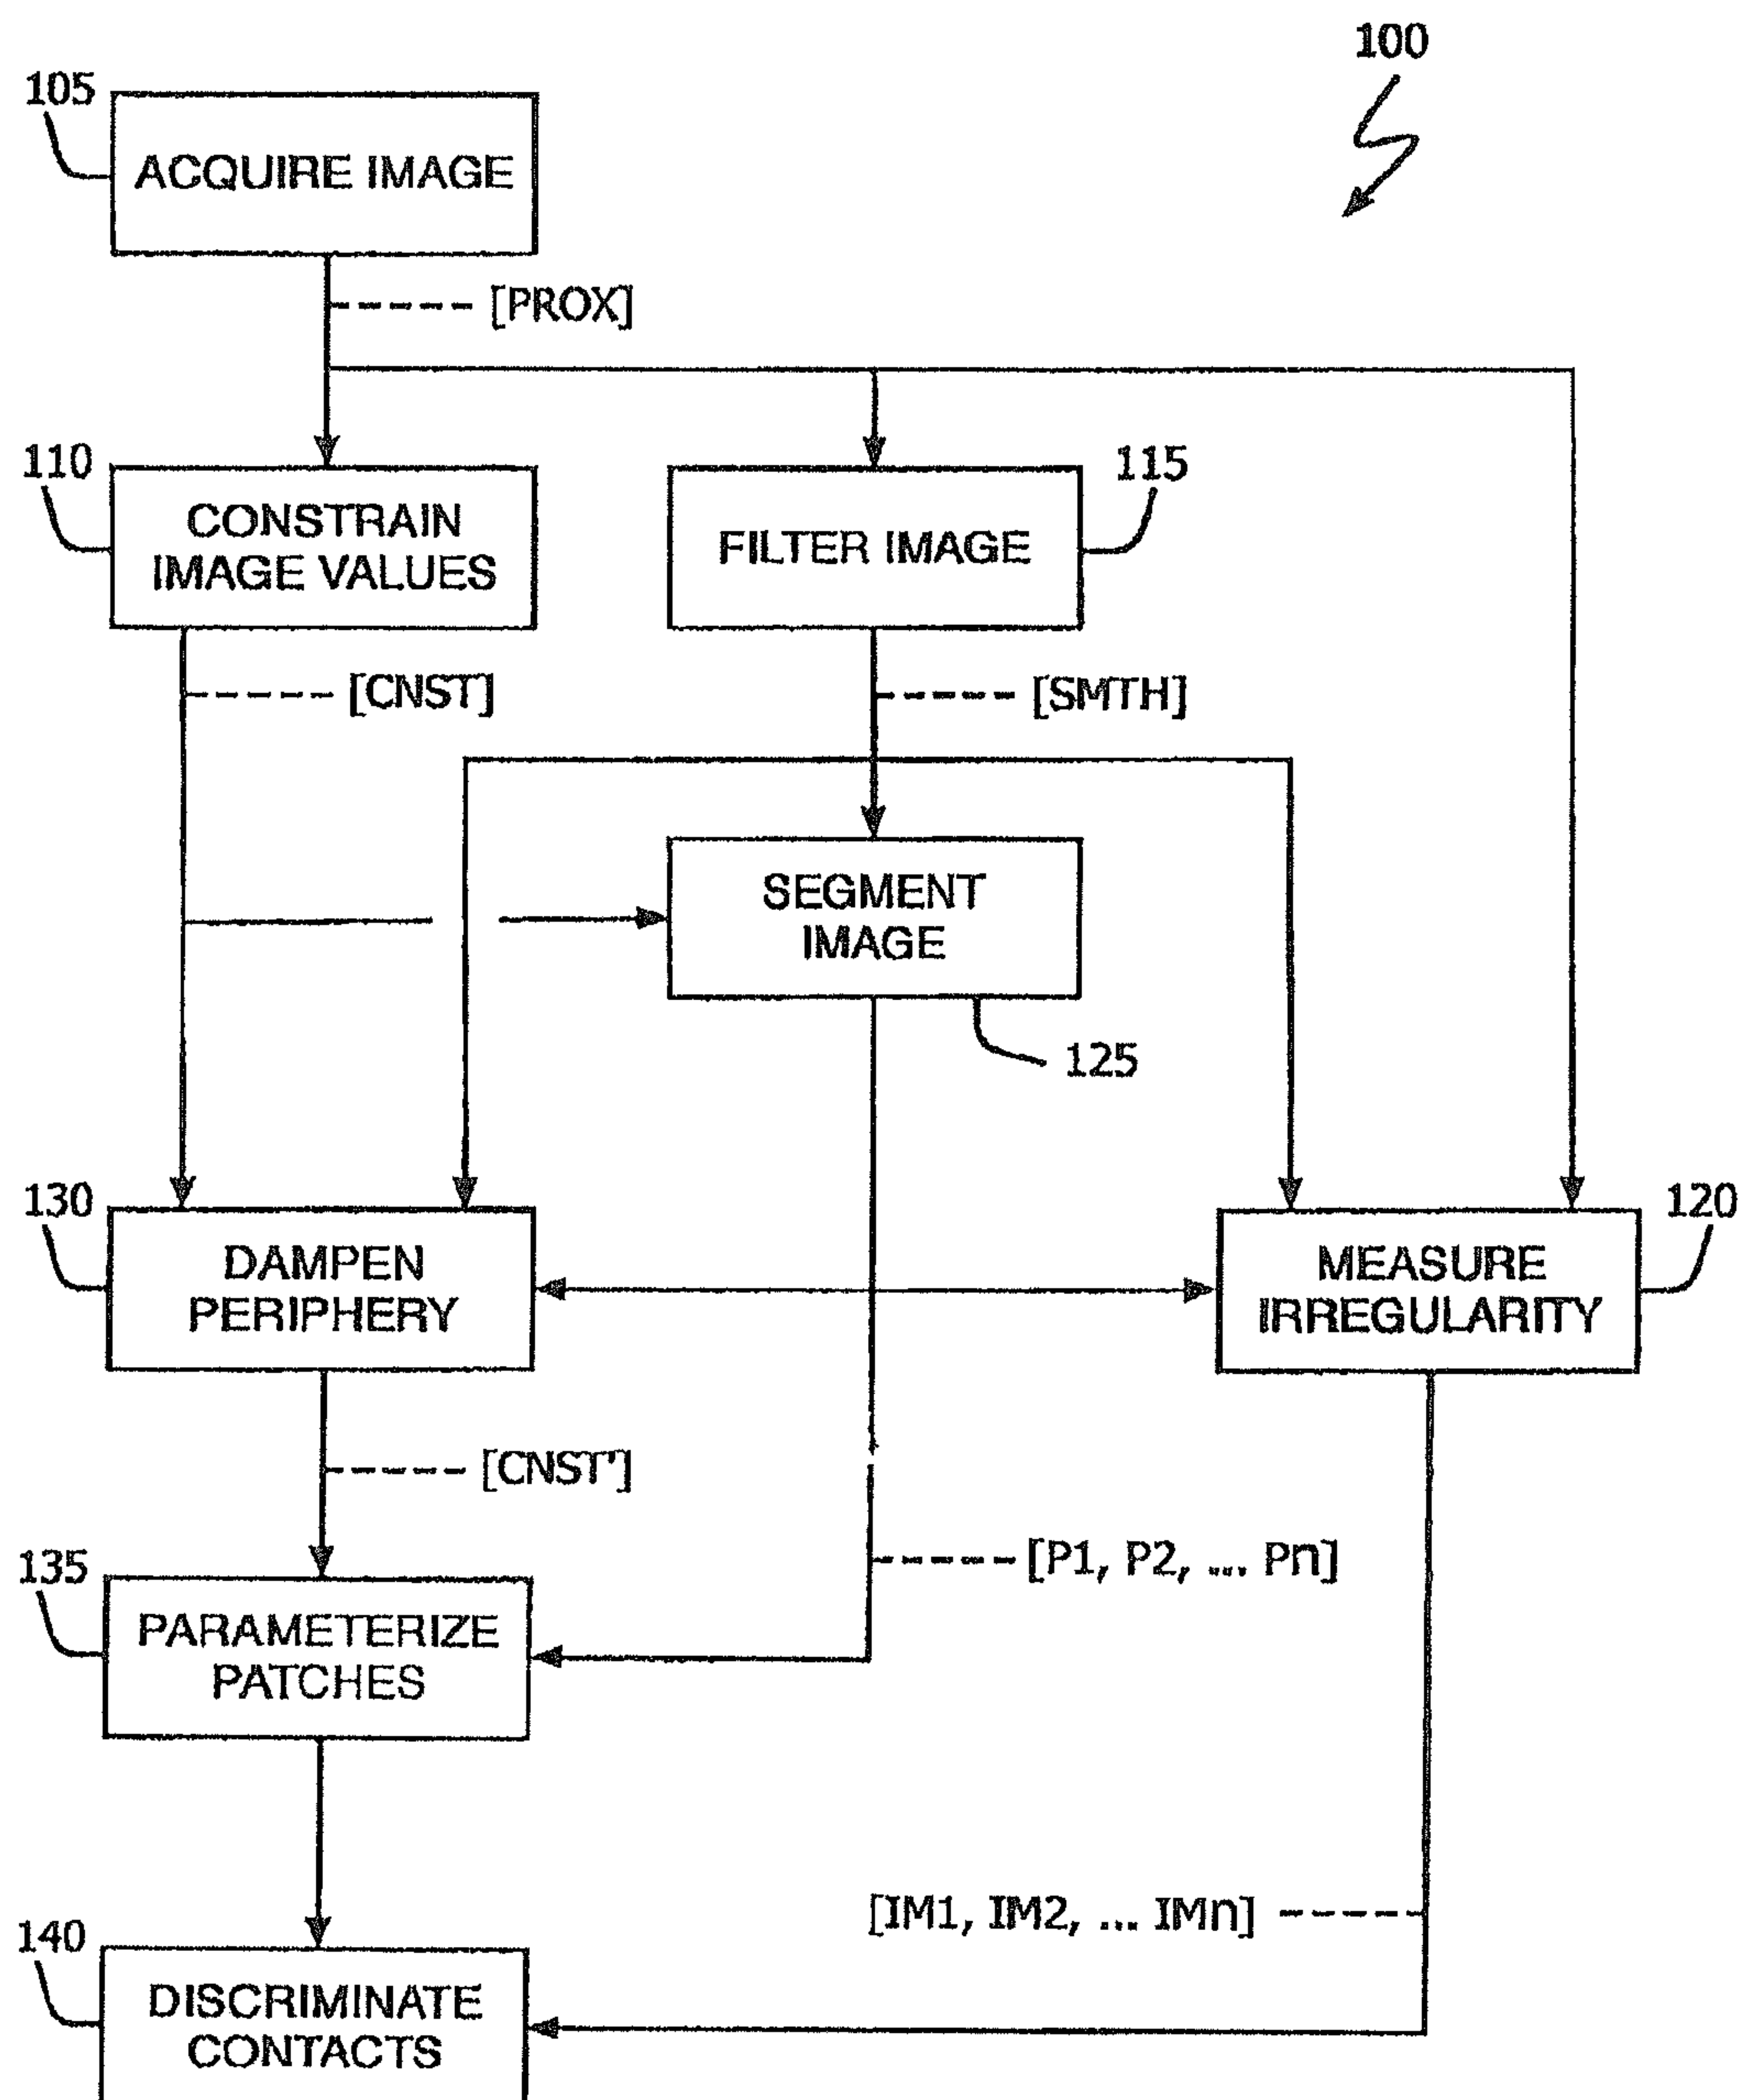 100
105
ACQUIRE IMAGE
[PROX]
110
CONSTRAIN
IMAGE VALUES
115
FILTER IMAGE
[CNST]
[SMTH]
SEGMENT
IMAGE
125
130
DAMPEN
PERIPHERY
120
MEASURE
IRREGULARITY
[CNST']
[P1, P2, ... Pn]
135
PARAMETERIZE
PATCHES
[IM1, IM2, ... IMn]
140
DISCRIMINATE
CONTACTS